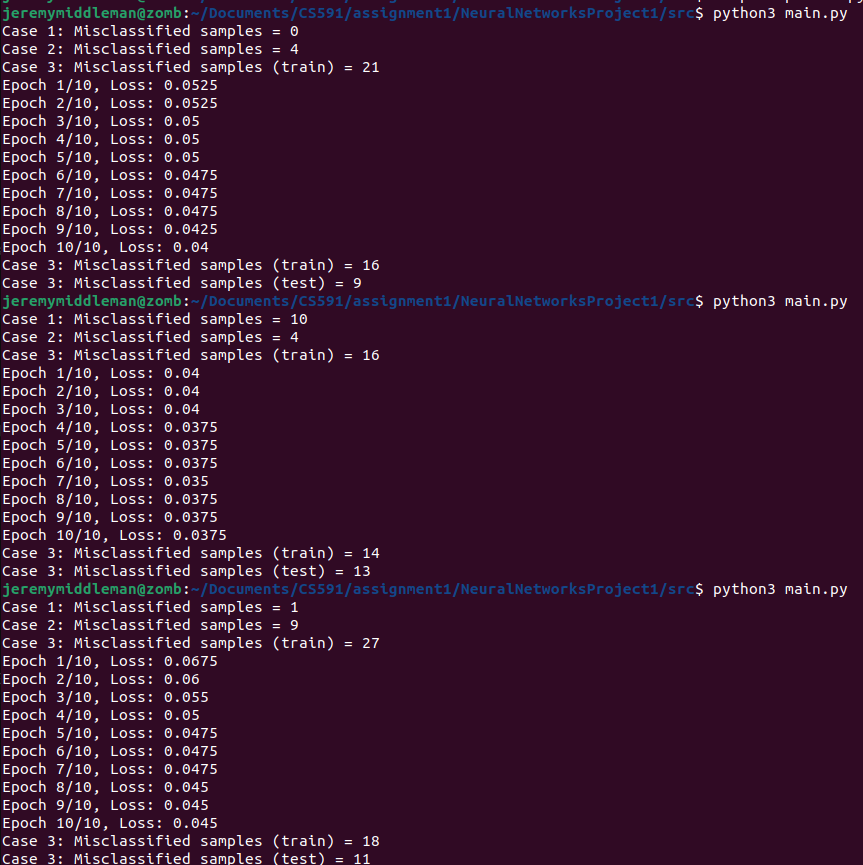 jeremymiddleman@zomb:~/Documents/CS591/assignment1/NeuralNetworksProject1/src$ python3 main.py
Case 1: Misclassified samples = 0
Case 2: Misclassified samples = 4
Case 3: Misclassified samples (train) = 21
Epoch 1/10, Loss: 0.0525
Epoch 2/10, Loss: 0.0525
Epoch 3/10, Loss: 0.05
Epoch 4/10, Loss: 0.05
Epoch 5/10, Loss: 0.05
Epoch 6/10, Loss: 0.0475
Epoch 7/10, Loss: 0.0475
Epoch 8/10, Loss: 0.0475
Epoch 9/10, Loss: 0.0425
Epoch 10/10, Loss: 0.04
Case 3: Misclassified samples (train) = 16
Case 3: Misclassified samples (test) = 9
jeremymiddleman@zomb:~/Documents/CS591/assignment1/NeuralNetworksProject1/src$ python3 main.py
Case 1: Misclassified samples = 10
Case 2: Misclassified samples = 4
Case 3: Misclassified samples (train) = 16
Epoch 1/10, Loss: 0.04
Epoch 2/10, Loss: 0.04
Epoch 3/10, Loss: 0.04
Epoch 4/10, Loss: 0.0375
Epoch 5/10, Loss: 0.0375
Epoch 6/10, Loss: 0.0375
Epoch 7/10, Loss: 0.035
Epoch 8/10, Loss: 0.0375
Epoch 9/10, Loss: 0.0375
Epoch 10/10, Loss: 0.0375
Case 3: Misclassified samples (train) = 14
Case 3: Misclassified samples (test) = 13
jeremymiddleman@zomb:~/Documents/CS591/assignment1/NeuralNetworksProject1/src$ python3 main.py
Case 1: Misclassified samples = 1
Case 2: Misclassified samples = 9
Case 3: Misclassified samples (train) = 27
Epoch 1/10, Loss: 0.0675
Epoch 2/10, Loss: 0.06
Epoch 3/10, Loss: 0.055
Epoch 4/10, Loss: 0.05
Epoch 5/10, Loss: 0.0475
Epoch 6/10, Loss: 0.0475
Epoch 7/10, Loss: 0.0475
Epoch 8/10, Loss: 0.045
Epoch 9/10, Loss: 0.045
Epoch 10/10, Loss: 0.045
Case 3: Misclassified samples (train) = 18
Case 3: Misclassified samples (test) = 11